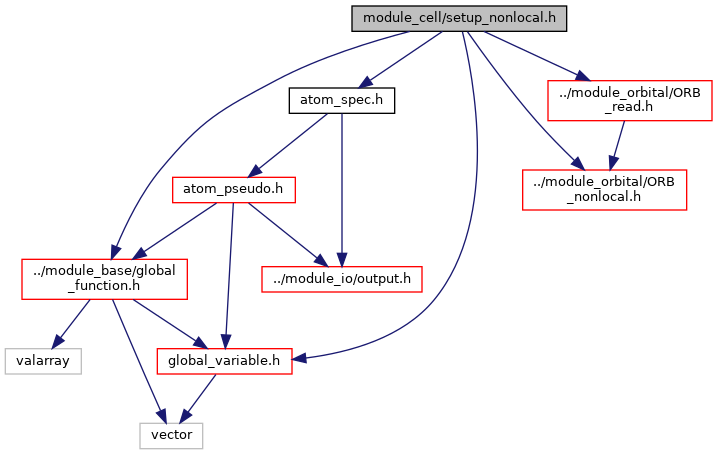 module_cell/setup_nonlocal.h
../module_orbital/ORB
_read.h
atom_spec.h
atom_pseudo.h
../module_orbital/ORB
_nonlocal.h
../module_base/global
_function.h
../module_io/output.h
valarray
global_variable.h
vector